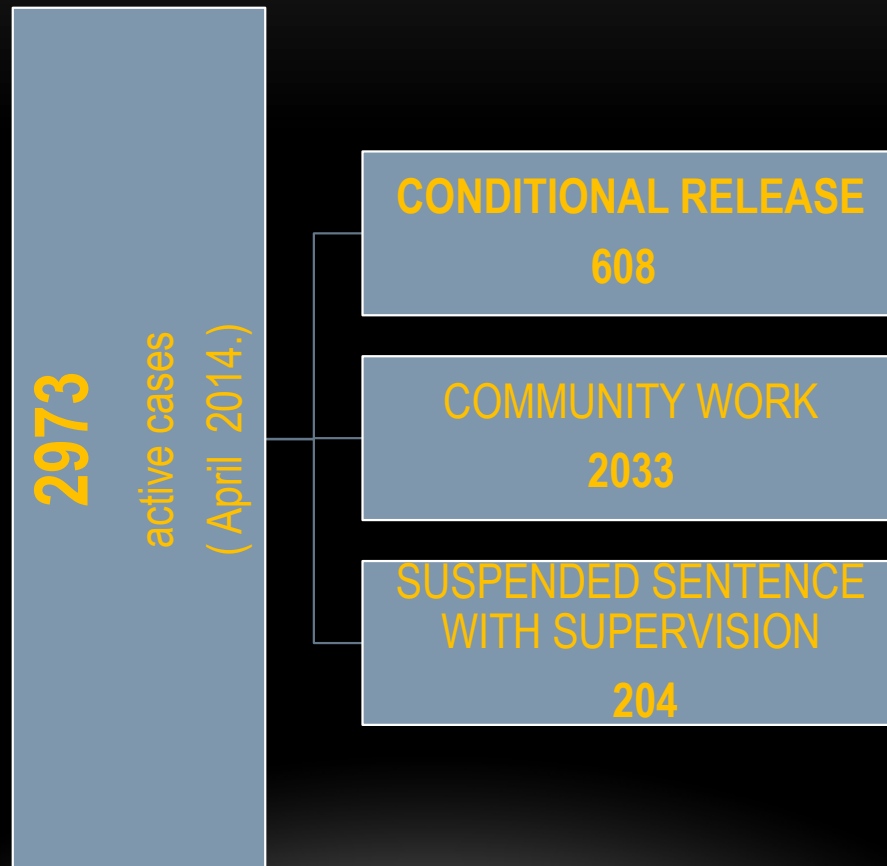 2973
active cases
( April 2014.)
CONDITIONAL RELEASE
608
COMMUNITY WORK
2033
SUSPENDED SENTENCE
WITH SUPERVISION
204